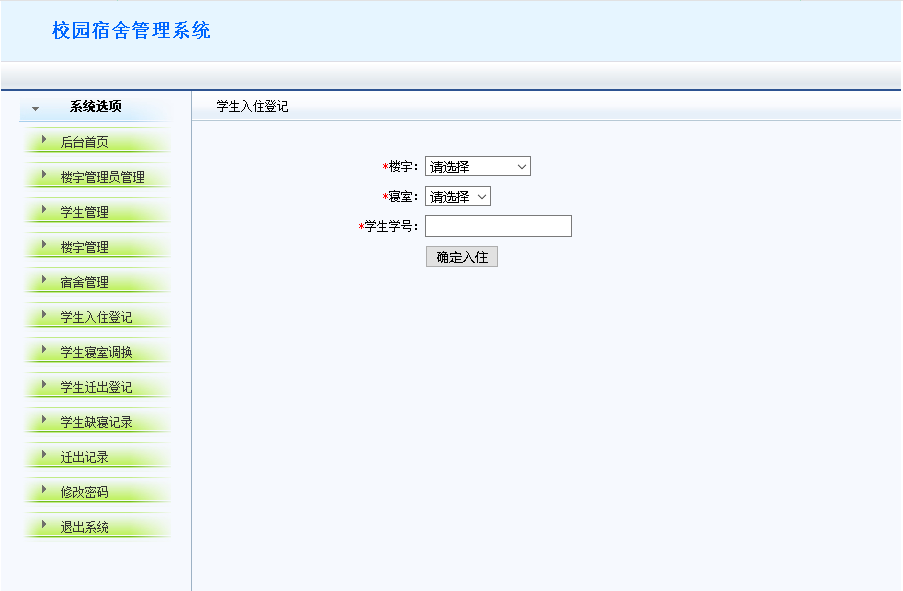 校园宿舍管理系统
系统选项
学生入住登记
后台首页
楼宇管理员管理
学生管理
楼宇管理
宿舍管理
学生入住登记
学生寝室调换
学生迁出登记
学生缺寝记录
迁出记录
修改密码
退出系统
*楼宇： 请选择
*寝室： 请选择
*学生学号：
确定入住